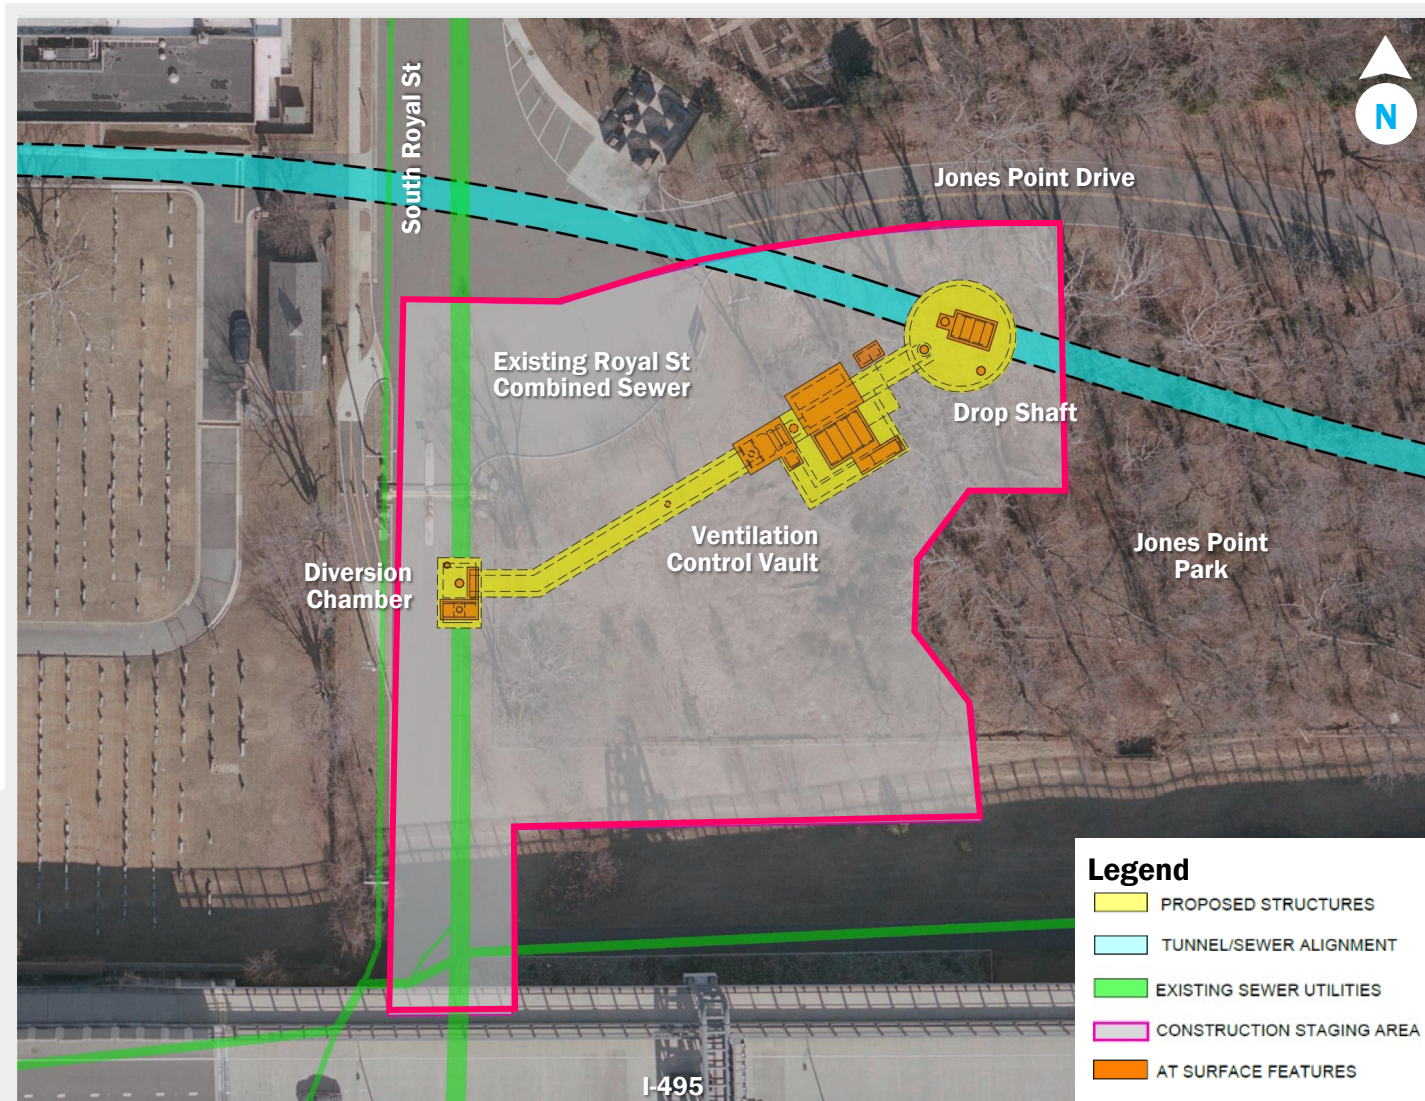 N
South Royal St
Jones Point Drive
Existing Royal St
Combined Sewer
Drop Shaft
Ventilation
Control Vault
Jones Point
Park
Diversion
Chamber
I-495
Legend
PROPOSED STRUCTURES
TUNNEL/SEWER ALIGNMENT
EXISTING SEWER UTILITIES
CONSTRUCTION STAGING AREA
AT SURFACE FEATURES